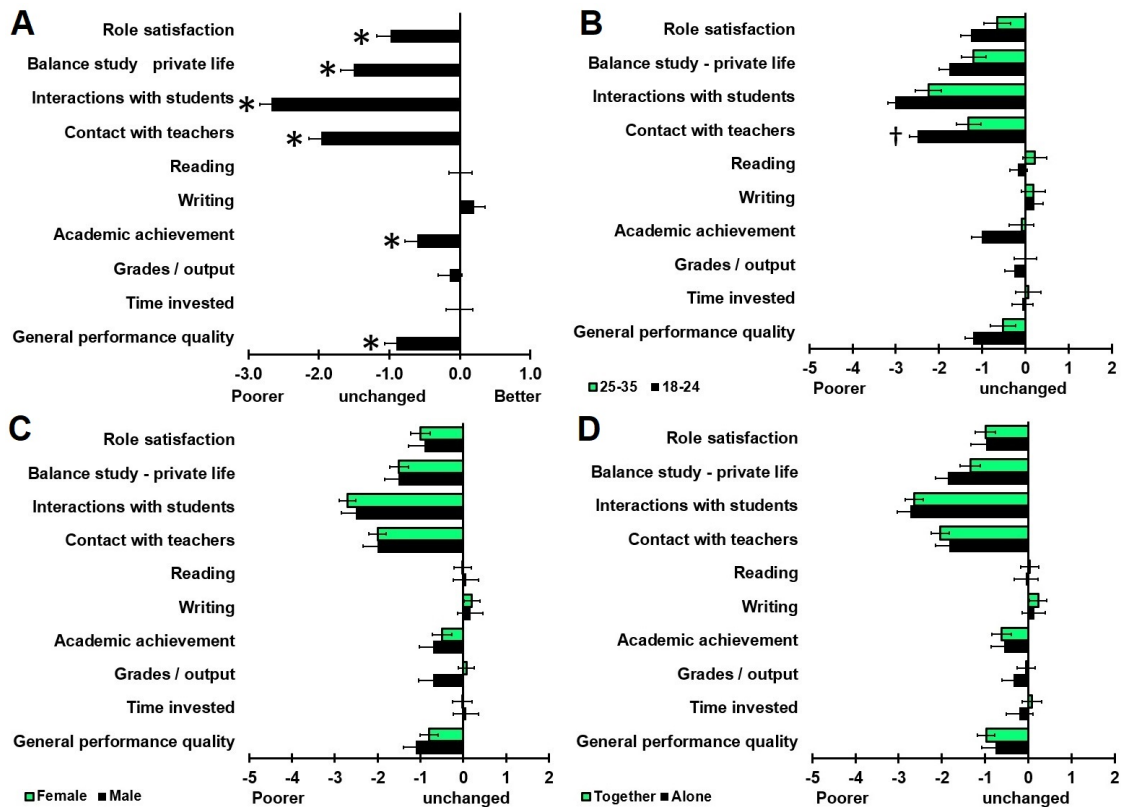 A
Role satisfaction
*
Balance study private life
*
Interactions with students
*
Contact with teachers
*
Reading
Writing
Academic achievement
*
Grades / output
Time invested
General performance quality
*
-3.0 -2.0 -1.0 0.0 1.0
Poorer unchanged Better
B
Role satisfaction
Balance study - private life
Interactions with students
Contact with teachers
†
Reading
Writing
Academic achievement
Grades / output
Time invested
General performance quality
-5 -4 -3 -2 -1 0 1 2
25-35 18-24
Poorer unchanged
C
Role satisfaction
Balance study - private life
Interactions with students
Contact with teachers
Reading
Writing
Academic achievement
Grades / output
Time invested
General performance quality
-5 -4 -3 -2 -1 0 1 2
Female Male
Poorer unchanged
D
Role satisfaction
Balance study - private life
Interactions with students
Contact with teachers
Reading
Writing
Academic achievement
Grades / output
Time invested
General performance quality
-5 -4 -3 -2 -1 0 1 2
Together Alone
Poorer unchanged